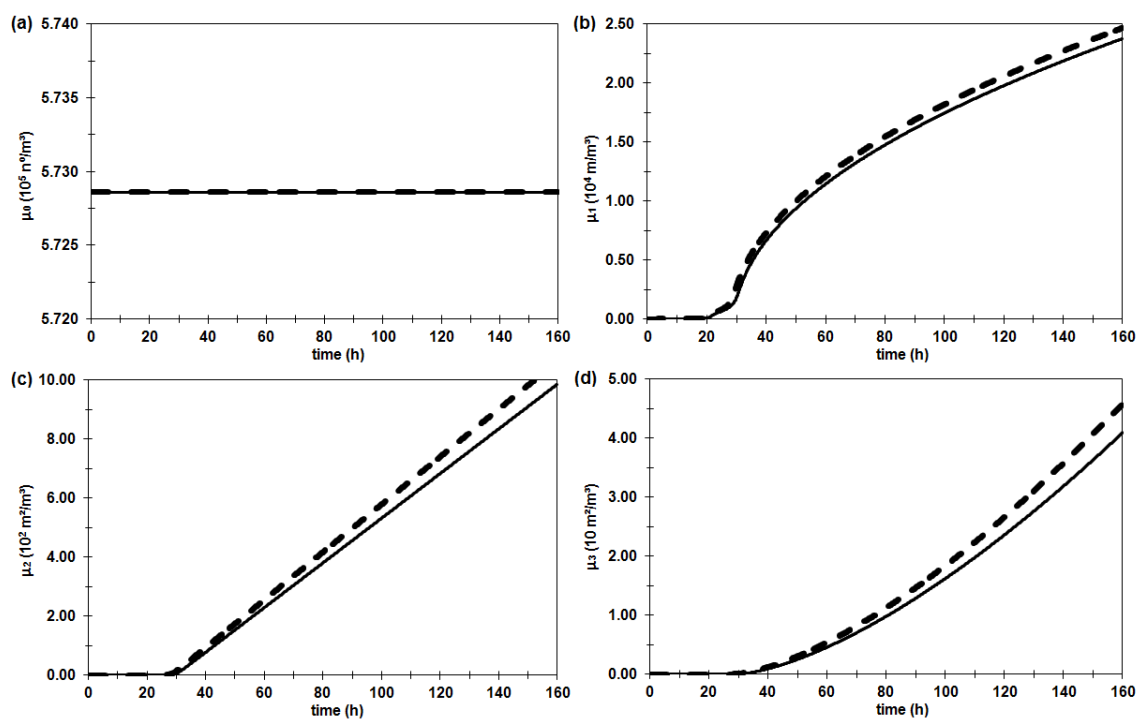 (a)
5.740
5.735
5.730
5.725
5.720
μ₀ (10⁵ nº/m³)
0 20 40 60 80 100 120 140 160
time (h)
(b)
2.50
2.00
1.50
1.00
0.50
0.00
μ₁ (10⁴ m/m³)
0 20 40 60 80 100 120 140 160
time (h)
(c)
10.00
8.00
6.00
4.00
2.00
0.00
μ₂ (10² m²/m³)
0 20 40 60 80 100 120 140 160
time (h)
(d)
5.00
4.00
3.00
2.00
1.00
0.00
μ₃ (10 m²/m³)
0 20 40 60 80 100 120 140 160
time (h)